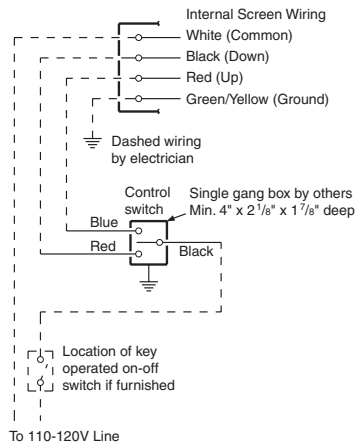 Internal Screen Wiring
White (Common)
Black (Down)
Red (Up)
Green/Yellow (Ground)
Dashed wiring
by electrician
Control
switch
Single gang box by others
Min. 4" x 2 1/8" x 1 7/8" deep
Blue
Red
Black
Location of key
operated on-off
switch if furnished
To 110-120V Line